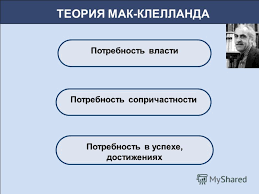 ТЕОРИЯ МАК-КЛЕЛЛАНДА
Потребность власти
Потребность сопричастности
Потребность в успехе,
достижениях
MyShared